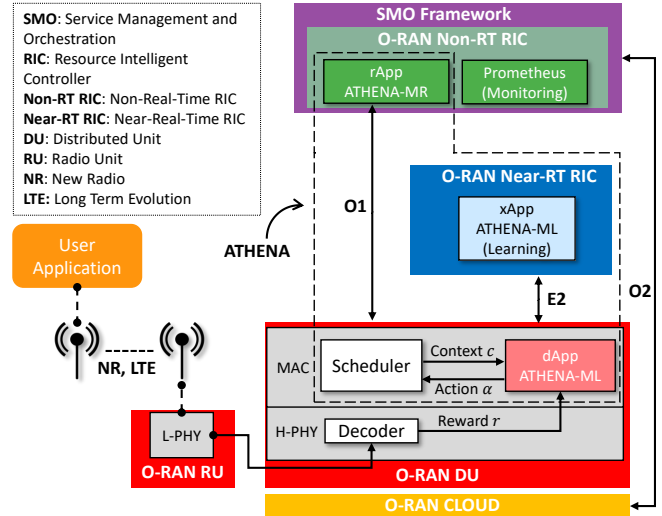 SMO: Service Management and
Orchestration
RIC: Resource Intelligent
Controller
Non-RT RIC: Non-Real-Time RIC
Near-RT RIC: Near-Real-Time RIC
DU: Distributed Unit
RU: Radio Unit
NR: New Radio
LTE: Long Term Evolution
SMO Framework
O-RAN Non-RT RIC
rApp
ATHENA-MR
Prometheus
(Monitoring)
O-RAN Near-RT RIC
xApp
ATHENA-ML
(Learning)
O1
ATHENA
E2
O2
User
Application
NR, LTE
MAC
Scheduler
Context c
Action α
dApp
ATHENA-ML
H-PHY
Decoder
Reward r
L-PHY
O-RAN RU
O-RAN DU
O-RAN CLOUD